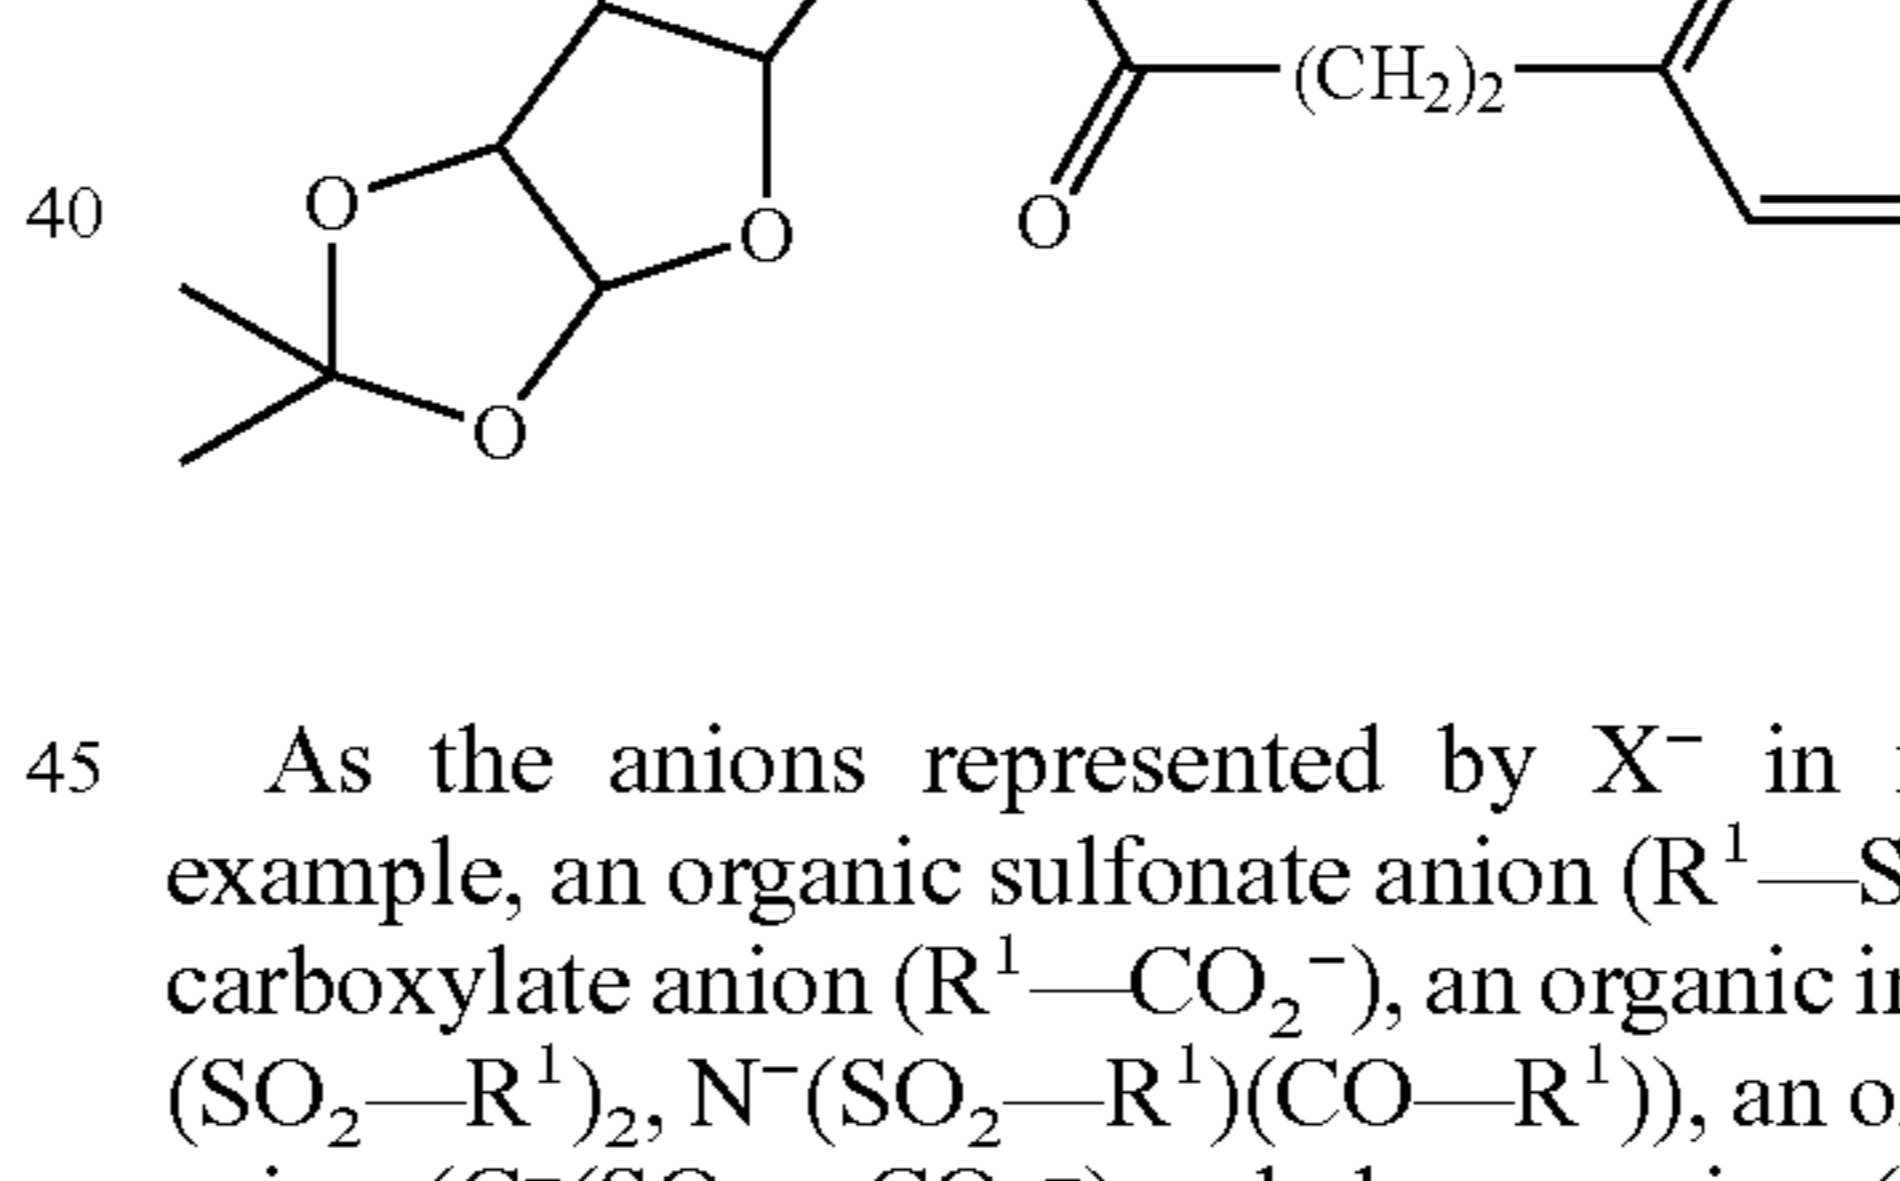 (CH₂)₂
O
40
O
O
O
45 As the anions represented by X⁻ in
example, an organic sulfonate anion (R¹—S
carboxylate anion (R¹—CO₂⁻), an organic
(SO₂—R¹)₂, N⁻(SO₂—R¹)(CO—R¹)), an